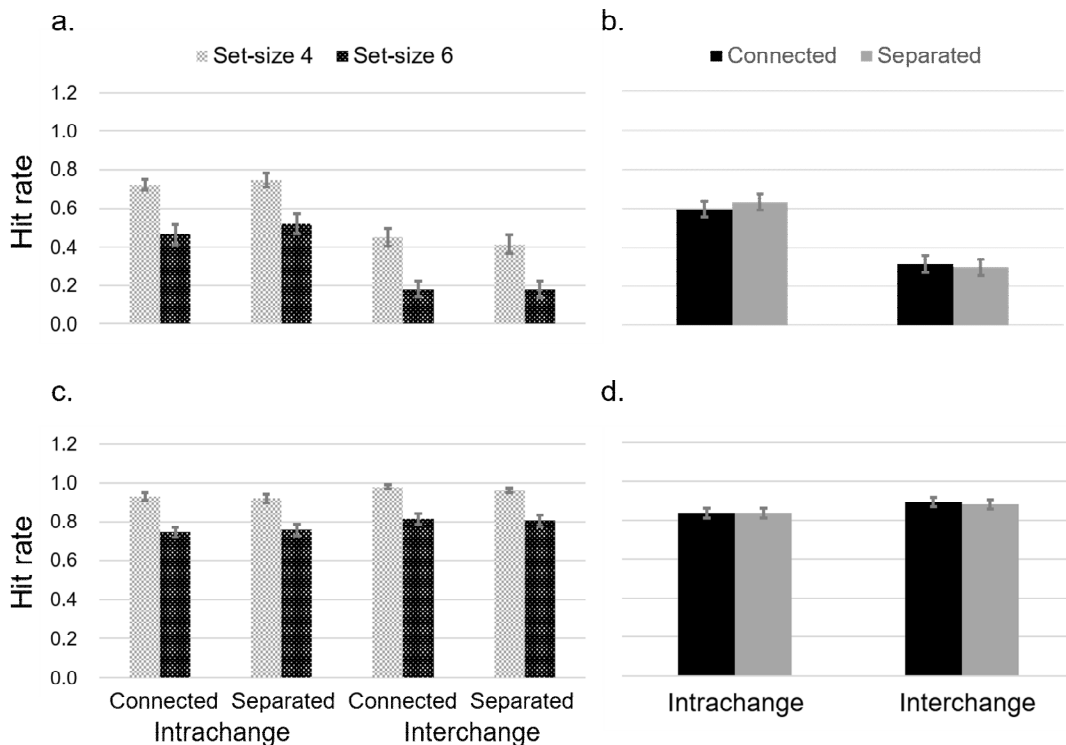 a.
Set-size 4 Set-size 6
1.2
1.0
0.8
0.6
0.4
0.2
0.0
Hit rate
b.
Connected Separated
c.
1.2
1.0
0.8
0.6
0.4
0.2
0.0
Hit rate
Connected Separated Connected Separated
Intrachange Interchange
d.
Intrachange Interchange